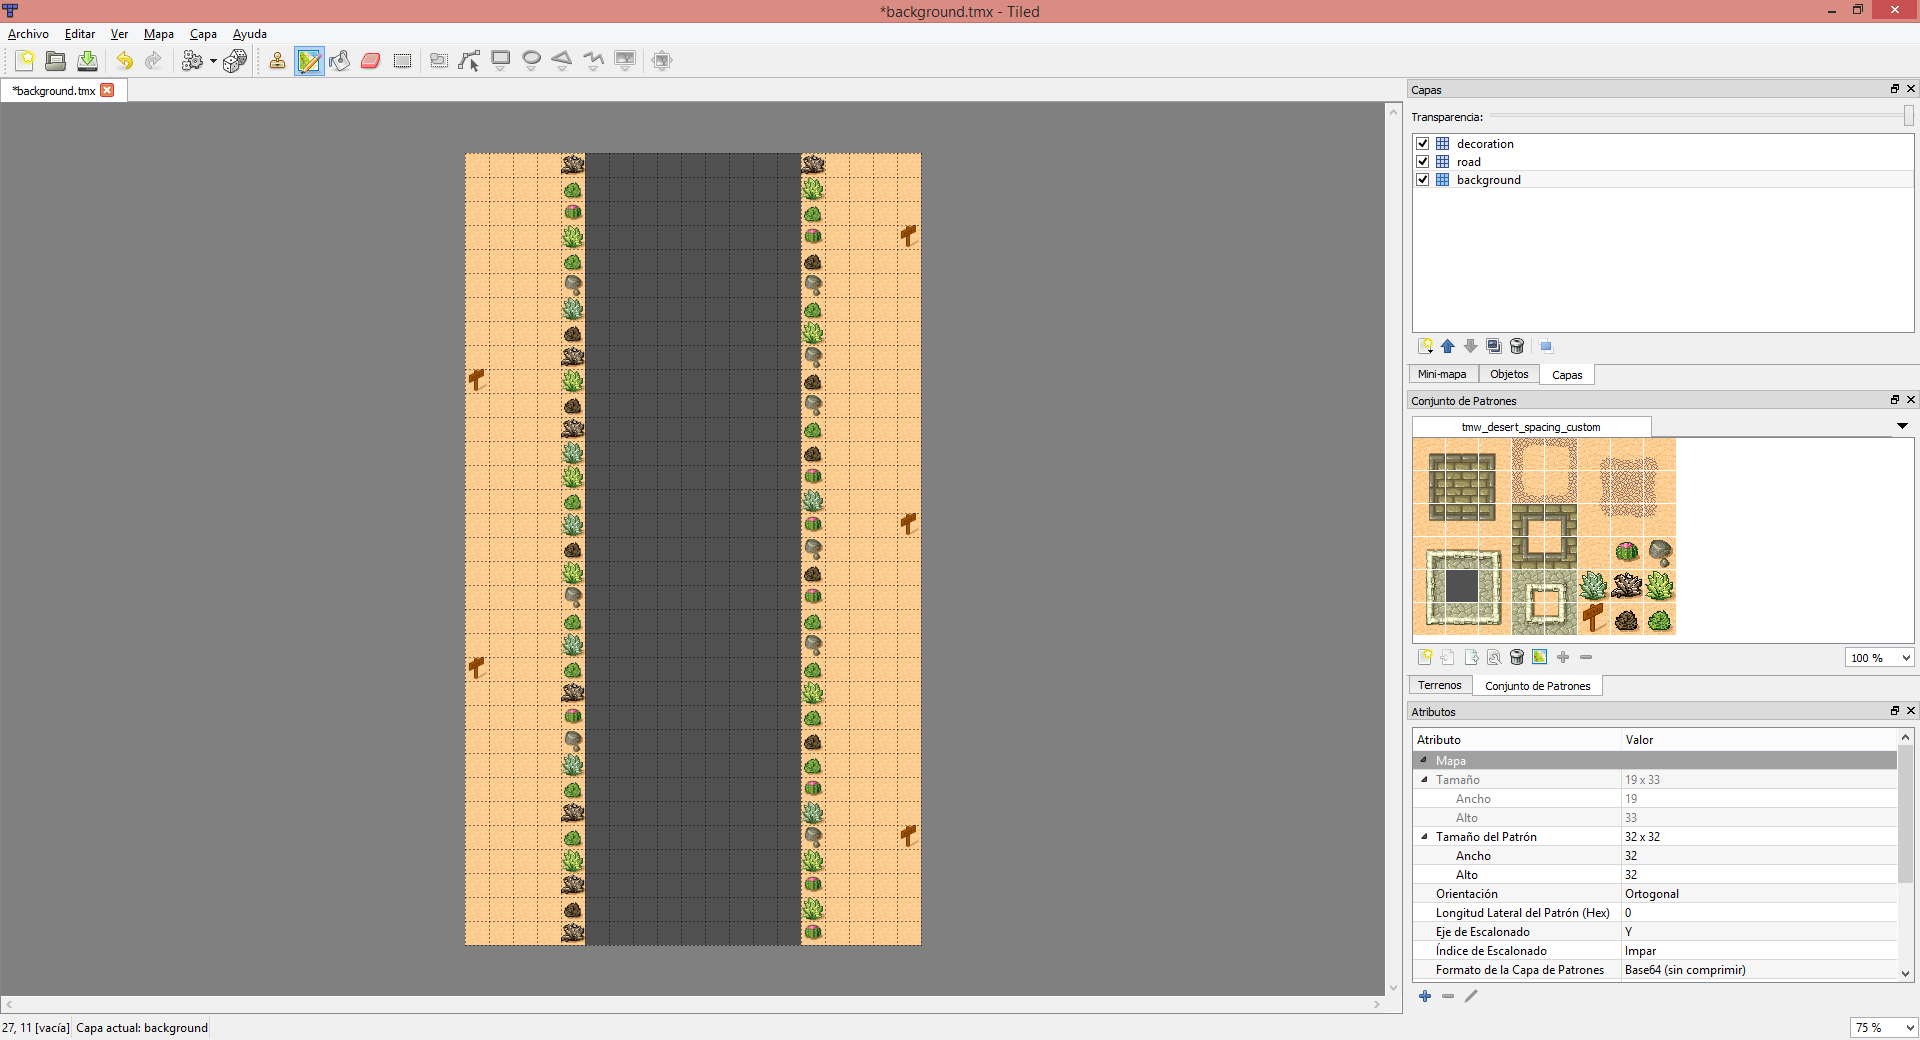 *background.tmx - Tiled
Archivo Editar Ver Mapa Capa Ayuda
*background.tmx
Capas
Transparencia:
decoration
road
background
Mini-mapa Objetos Capas
Conjunto de Patrones
tmw_desert_spacing_custom
100 %
Terrenos Conjunto de Patrones
Atributos
Atributo Valor
Mapa
Tamaño 19 x 33
Ancho 19
Alto 33
Tamaño del Patrón 32 x 32
Ancho 32
Alto 32
Orientación Ortogonal
Longitud Lateral del Patrón (Hex) 0
Eje de Escalonado Y
Índice de Escalonado Impar
Formato de la Capa de Patrones Base64 (sin comprimir)
27, 11 [vacía] Capa actual: background
75 %